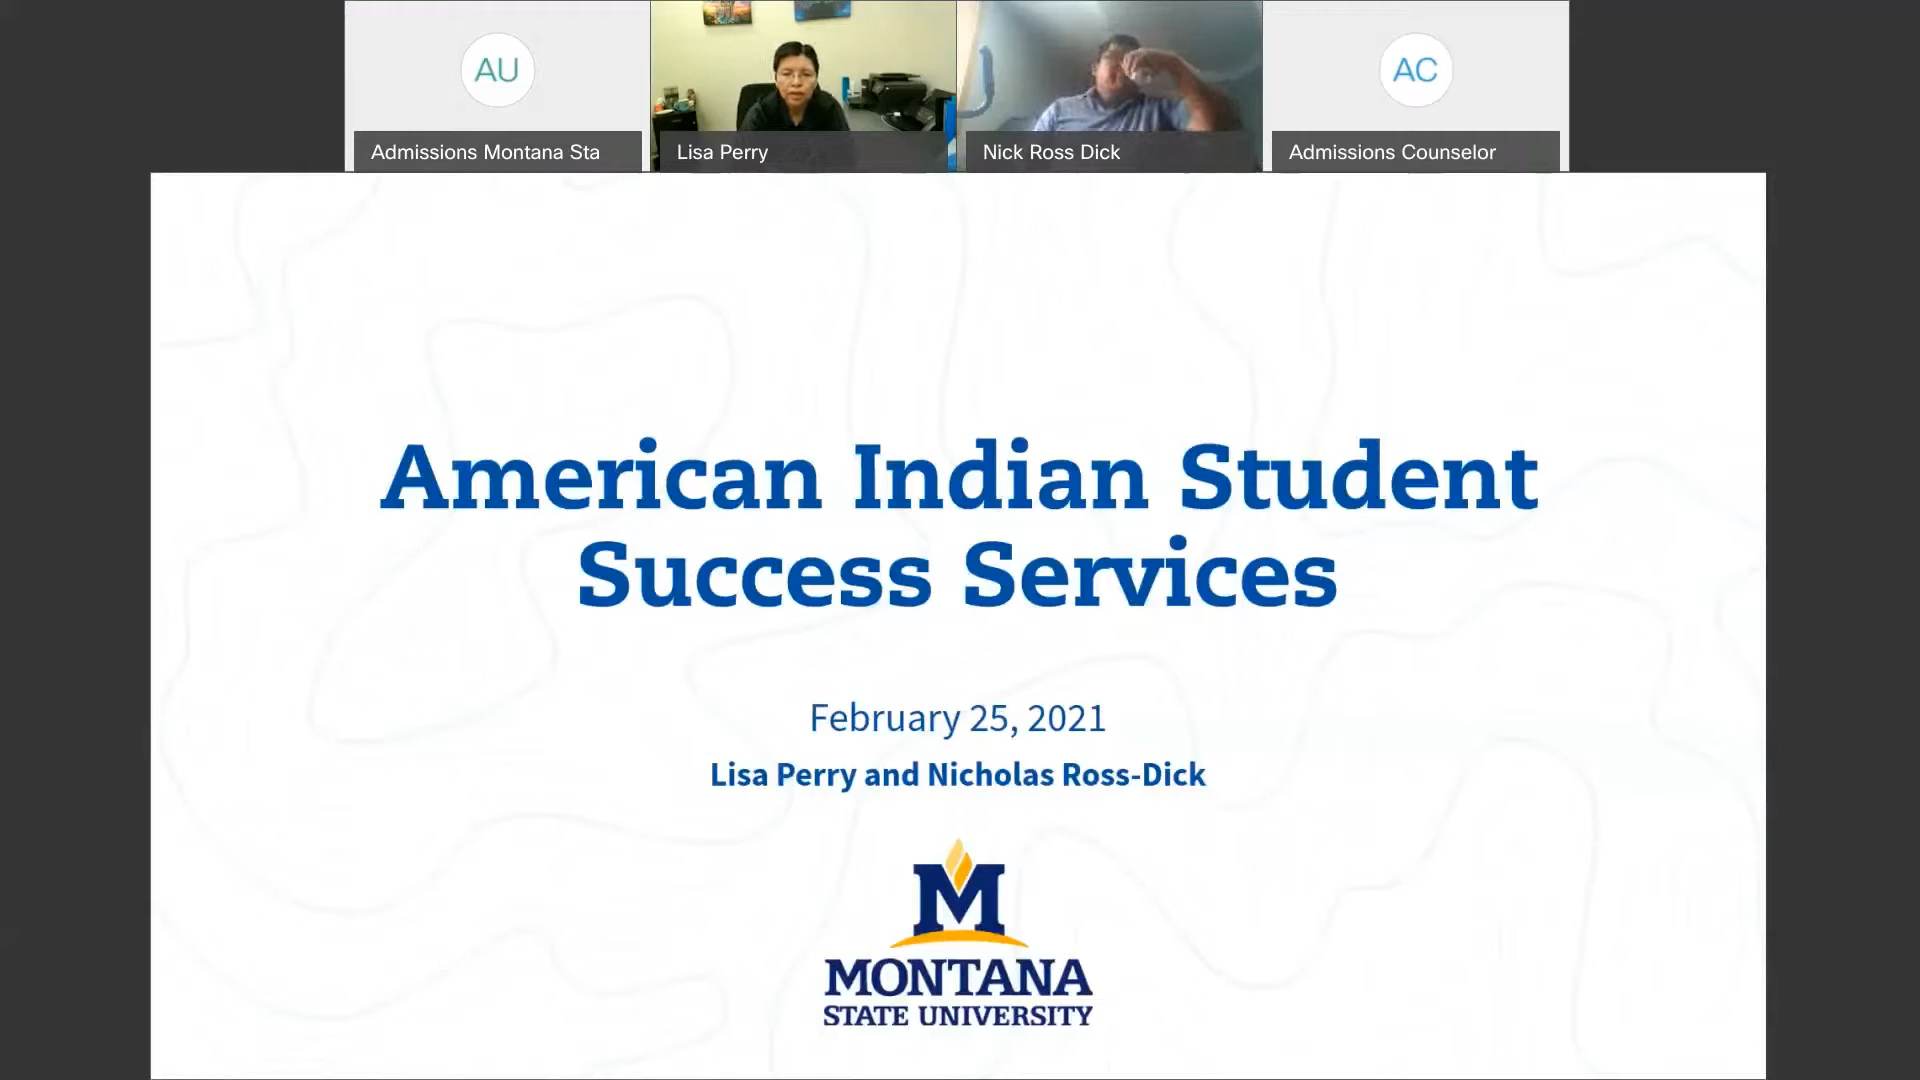 AU
AC
Admissions Montana Sta
Lisa Perry
Nick Ross Dick
Admissions Counselor
American Indian Student
Success Services
February 25, 2021
Lisa Perry and Nicholas Ross-Dick
M
MONTANA
STATE UNIVERSITY